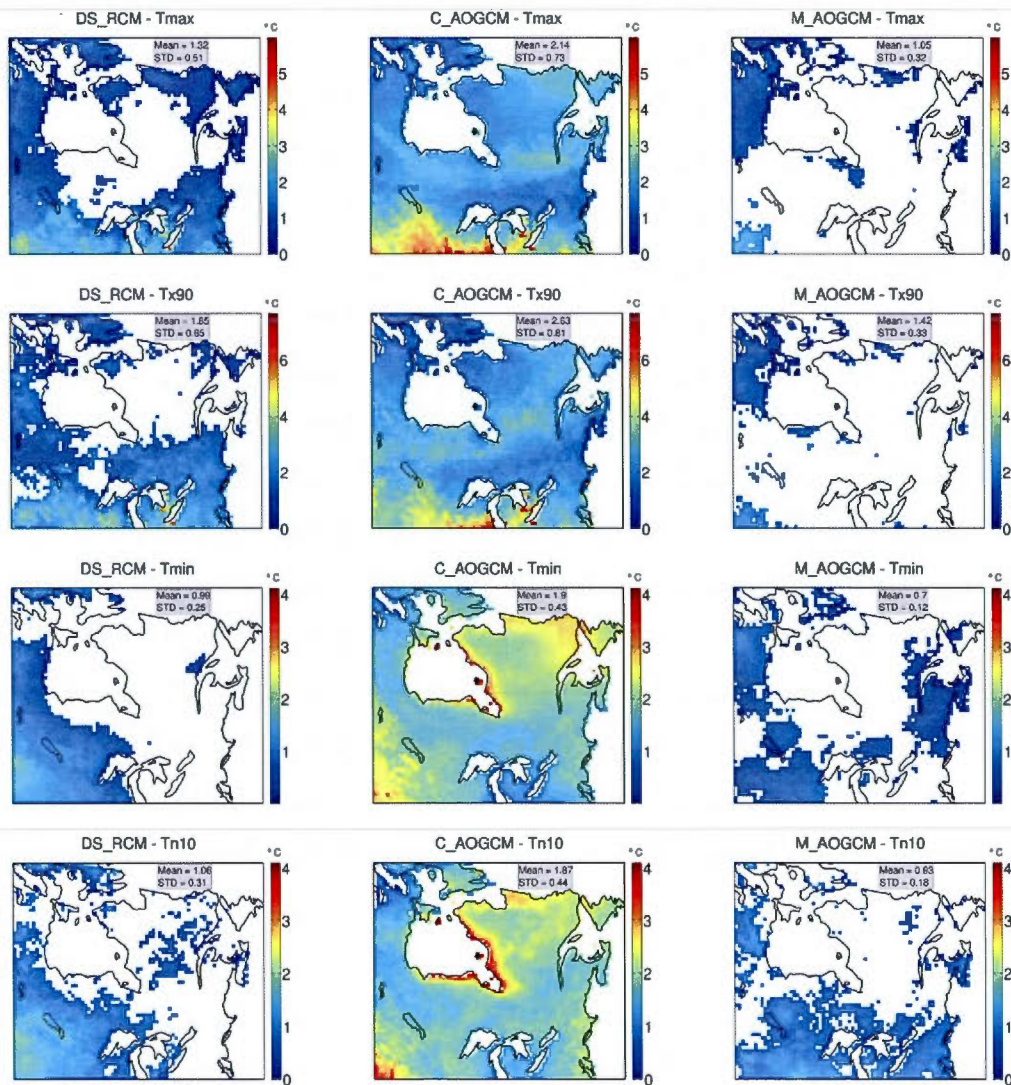 DS_RCM - Tmax
C_AOGCM - Tmax
M_AOGCM - Tmax
Mean = 1.32
STD = 0.51
°C
5
4
3
2
1
0
Mean = 2.14
STD = 0.73
°C
5
4
3
2
1
0
Mean = 1.05
STD = 0.32
°C
5
4
3
2
1
0
DS_RCM - Tx90
C_AOGCM - Tx90
M_AOGCM - Tx90
Mean = 1.65
STD = 0.65
°C
6
4
2
0
Mean = 2.63
STD = 0.81
°C
6
4
2
0
Mean = 1.42
STD = 0.33
°C
6
4
2
0
DS_RCM - Tmin
C_AOGCM - Tmin
M_AOGCM - Tmin
Mean = 0.99
STD = 0.25
°C
4
3
2
1
Mean = 1.9
STD = 0.43
°C
4
3
2
1
Mean = 0.7
STD = 0.12
°C
4
3
2
1
DS_RCM - Tn10
C_AOGCM - Tn10
M_AOGCM - Tn10
Mean = 1.06
STD = 0.31
°C
4
3
2
1
0
Mean = 1.87
STD = 0.44
°C
4
3
2
1
0
Mean = 0.83
STD = 0.18
°C
4
3
2
1
0